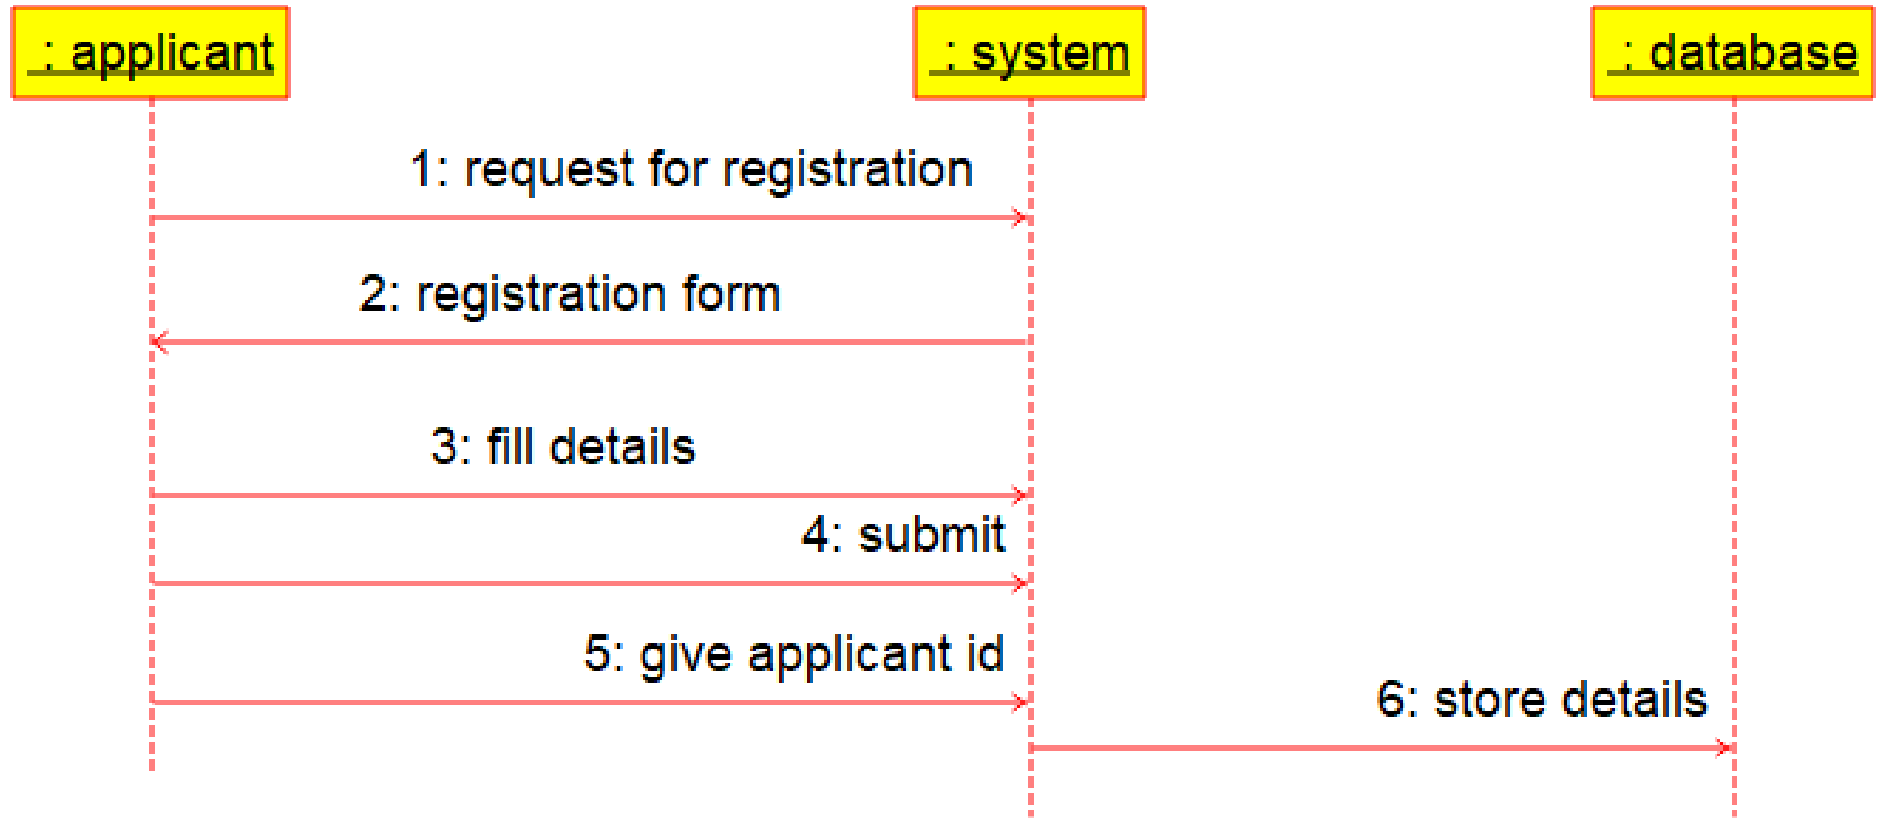 : applicant
: system
: database
1: request for registration
2: registration form
3: fill details
4: submit
5: give applicant id
6: store details